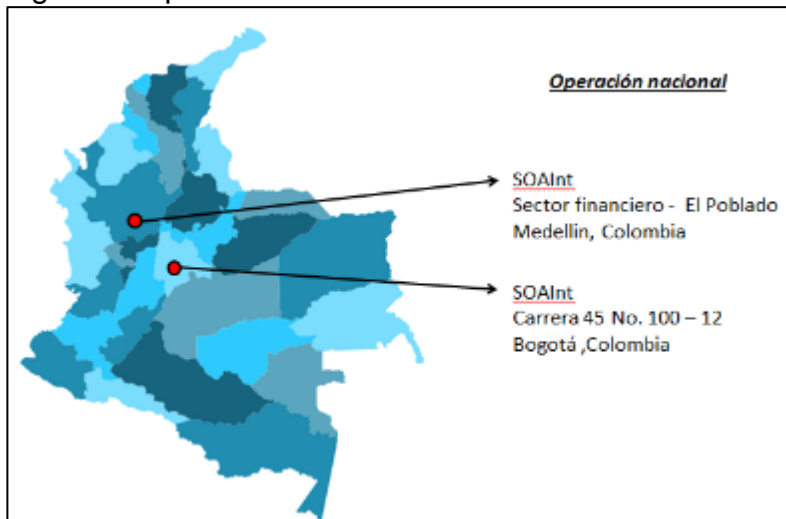 Operación nacional
SOAInt
Sector financiero - El Poblado
Medellin, Colombia
SOAInt
Carrera 45 No. 100 – 12
Bogotá ,Colombia